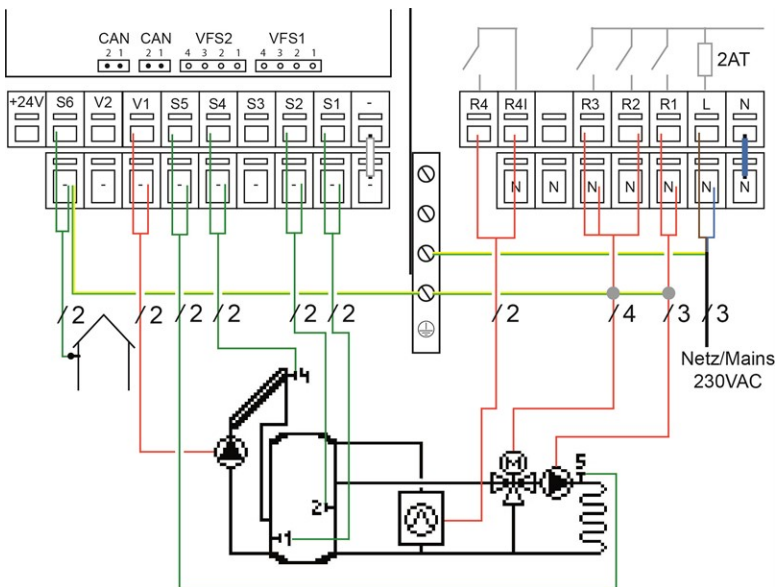 CAN CAN VFS2 VFS1
2 1 2 1 4 3 2 1 4 3 2 1
2AT
+24V S6 V2 V1 S5 S4 S3 S2 S1 - R4 R4I R3 R2 R1 L N
- - - - - - - - - N N N N N N N
/2 /2 /2 /2 /2 /2 /2 /4 /3 /3
Netz/Mains
230VAC
4
M 5
2
1